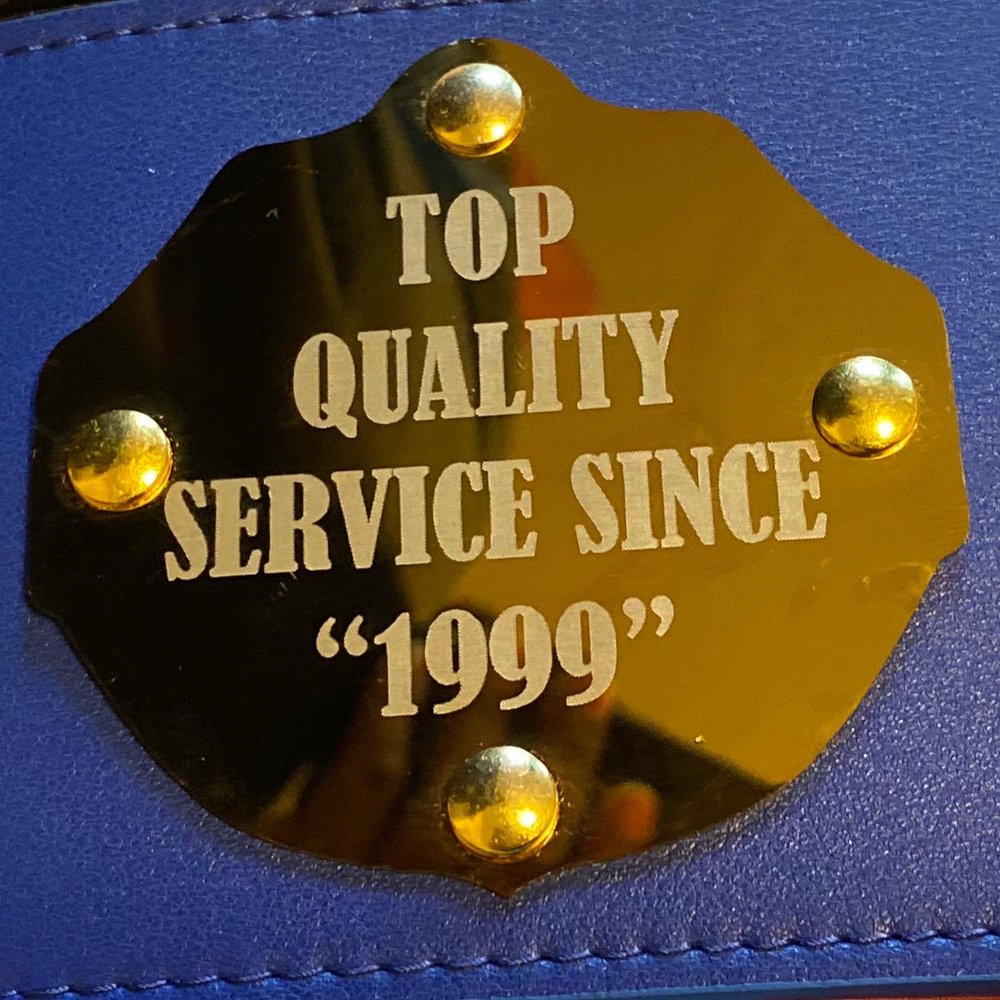 TOP
QUALITY
SERVICE SINCE
“1999”